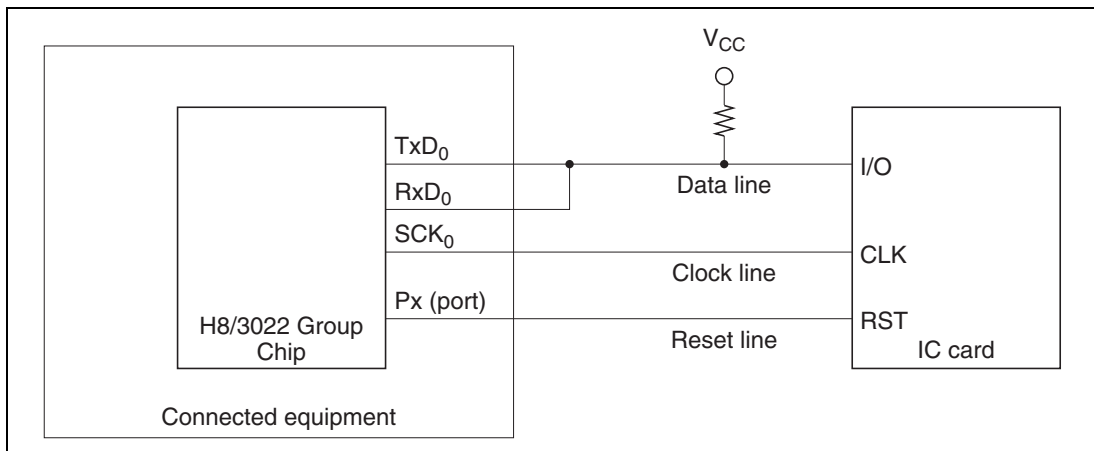 VCC
TxD0
I/O
Data line
RxD0
SCK0
CLK
Clock line
Px (port)
RST
Reset line
H8/3022 Group
Chip
IC card
Connected equipment